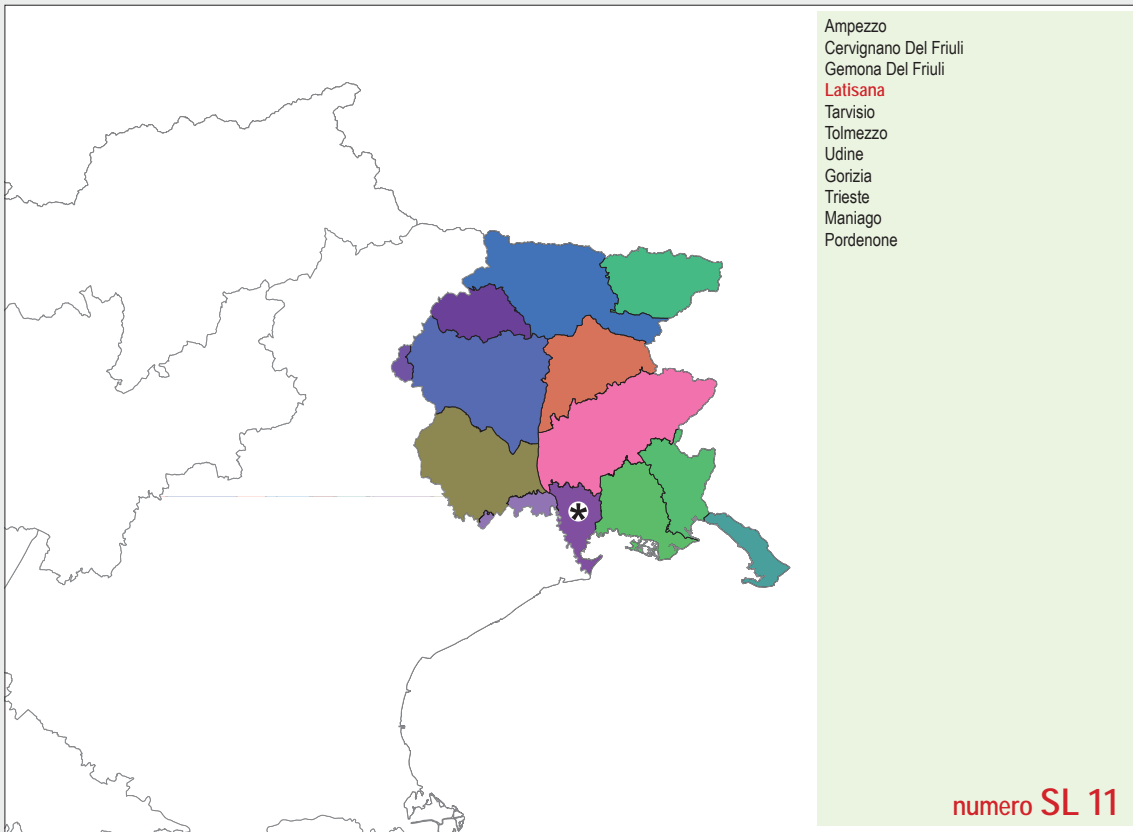 Ampezzo
Cervignano Del Friuli
Gemona Del Friuli
Latisana
Tarvisio
Tolmezzo
Udine
Gorizia
Trieste
Maniago
Pordenone
*
numero SL 11